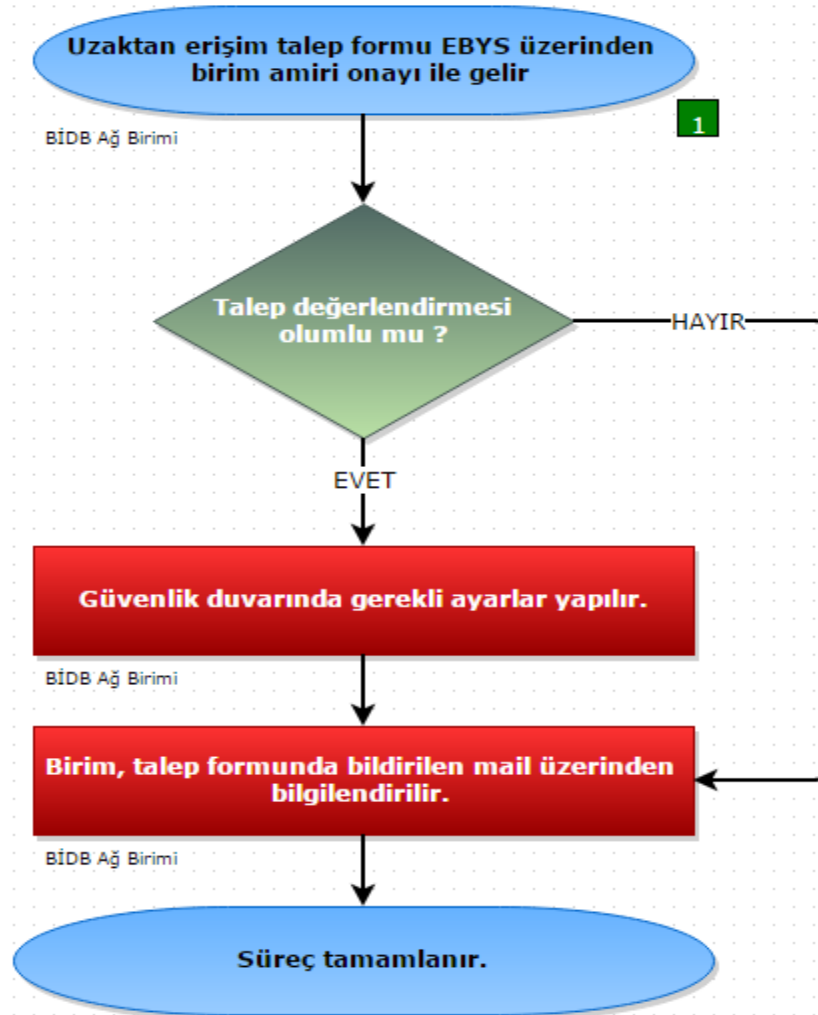 Uzaktan erişim talep formu EBYS üzerinden
birim amiri onayı ile gelir
1
BİDB Ağ Birimi
Talep değerlendirmesi
olumlu mu ?
HAYIR
EVET
Güvenlik duvarında gerekli ayarlar yapılır.
BİDB Ağ Birimi
Birim, talep formunda bildirilen mail üzerinden
bilgilendirilir.
BİDB Ağ Birimi
Süreç tamamlanır.